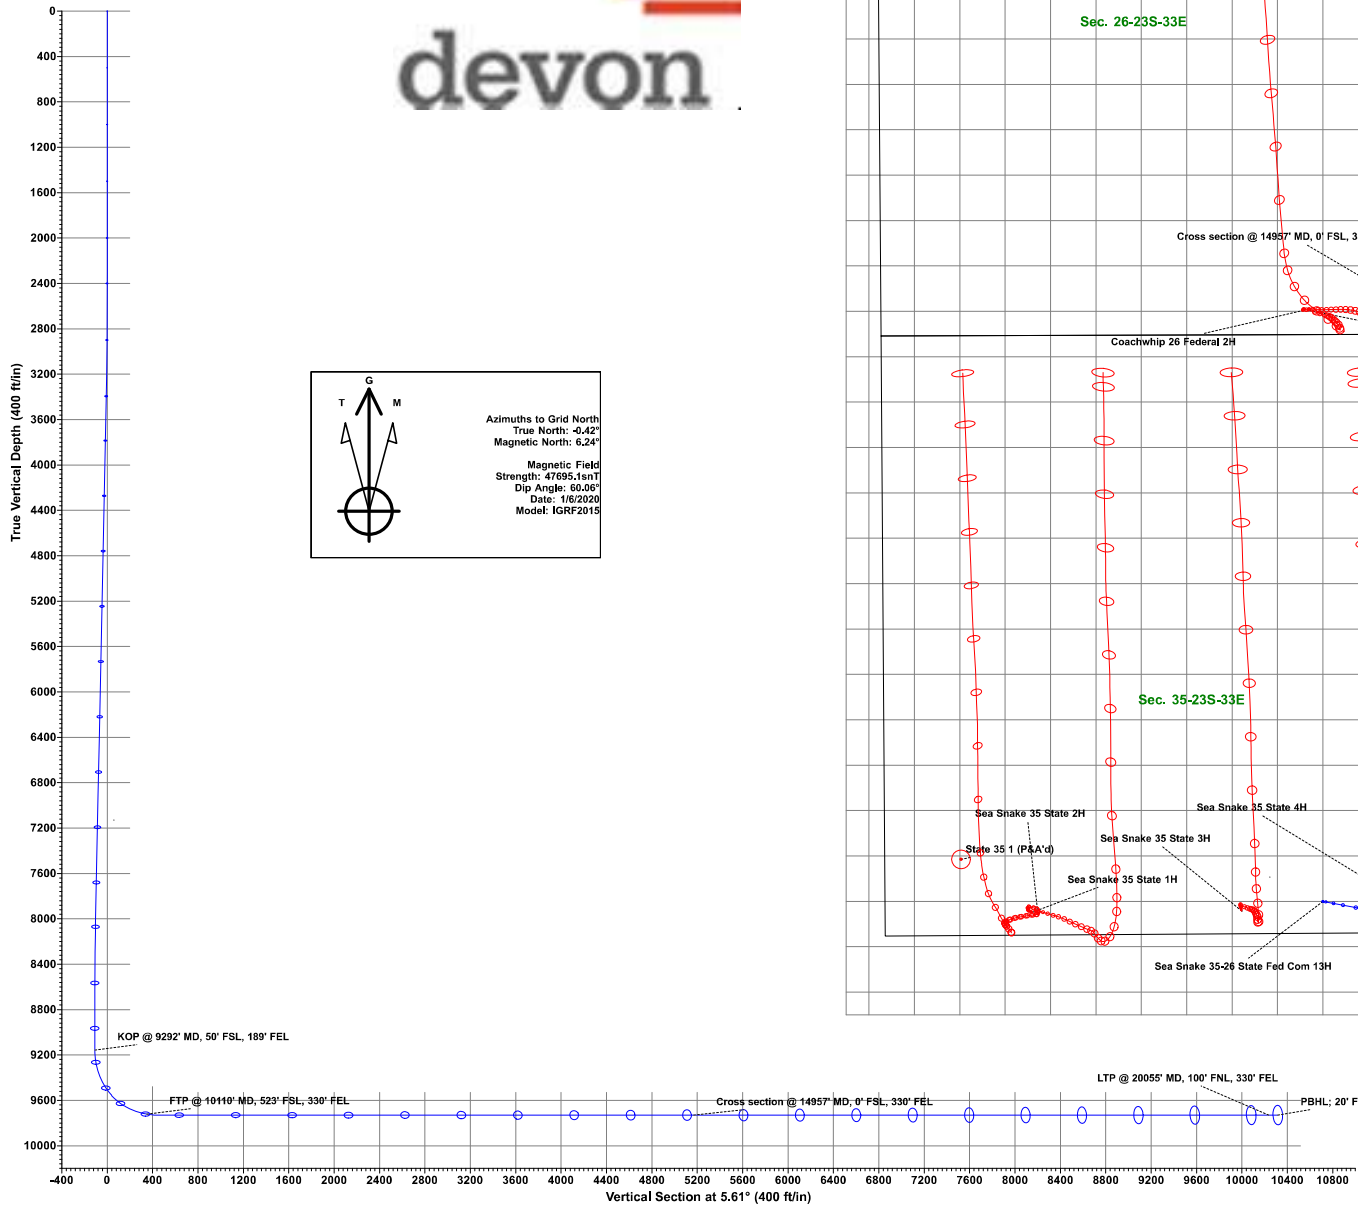 devon
Sec. 26-23S-33E
Cross section @ 14957' MD, 0' FSL, 3
Coachwhip 26 Federal 2H
G
T M
Azimuths to Grid North
True North: -0.42°
Magnetic North: 6.24°
Magnetic Field
Strength: 47695.1snT
Dip Angle: 60.06°
Date: 1/6/2020
Model: IGRF2015
Sec. 35-23S-33E
Sea Snake 35 State 2H
Sea Snake 35 State 4H
Sea Snake 35 State 3H
State 35 1 (P&A'd)
Sea Snake 35 State 1H
Sea Snake 35-26 State Fed Com 13H
True Vertical Depth (400 ft/in)
0
400
800
1200
1600
2000
2400
2800
3200
3600
4000
4400
4800
5200
5600
6000
6400
6800
7200
7600
8000
8400
8800
9200
9600
10000
KOP @ 9292' MD, 50' FSL, 189' FEL
FTP @ 10110' MD, 523' FSL, 330' FEL
Cross section @ 14957' MD, 0' FSL, 330' FEL
LTP @ 20055' MD, 100' FNL, 330' FEL
PBHL; 20' F
-400 0 400 800 1200 1600 2000 2400 2800 3200 3600 4000 4400 4800 5200 5600 6000 6400 6800 7200 7600 8000 8400 8800 9200 9600 10000 10400 10800
Vertical Section at 5.61° (400 ft/in)